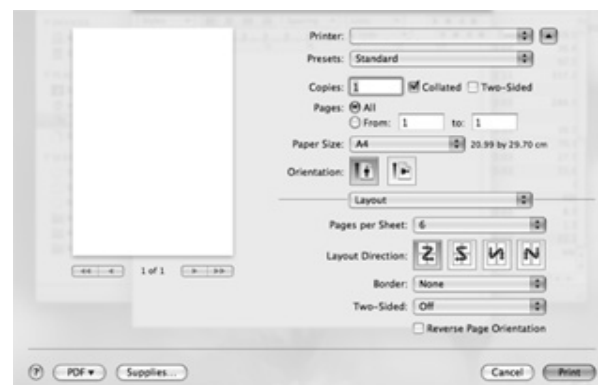 Printer:
Presets: Standard
Copies: 1 Collated Two-Sided
Pages: All
From: 1 to: 1
Paper Size: A4 20.99 by 29.70 cm
Orientation:
Layout
Pages per Sheet: 6
Layout Direction:
Border: None
Two-Sided: Off
Reverse Page Orientation
1 of 1
? PDF Supplies... Cancel Print